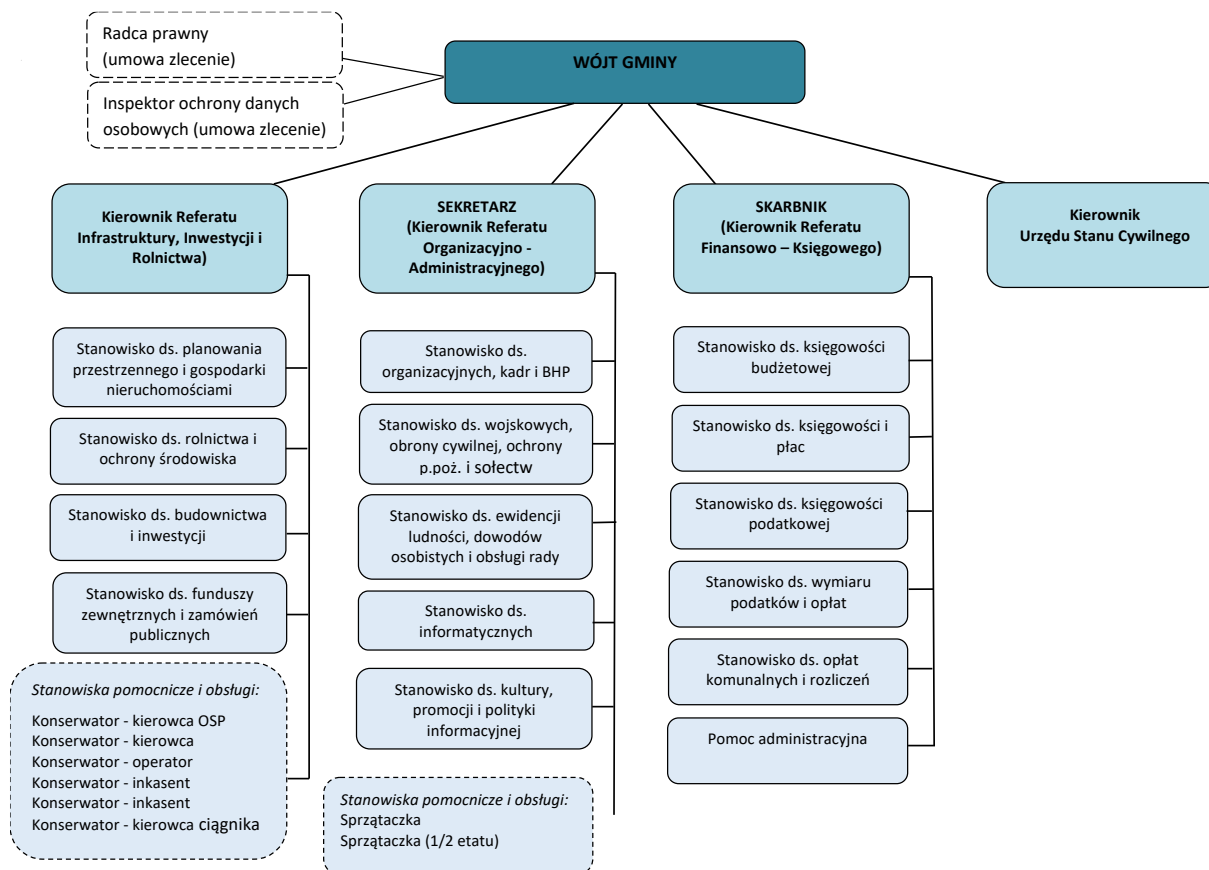 Radca prawny
(umowa zlecenie)
Inspektor ochrony danych
osobowych (umowa zlecenie)
WÓJT GMINY
Kierownik Referatu
Infrastruktury, Inwestycji i
Rolnictwa)
Stanowisko ds. planowania
przestrzennego i gospodarki
nieruchomościami
Stanowisko ds. rolnictwa i
ochrony środowiska
Stanowisko ds. budownictwa
i inwestycji
Stanowisko ds. funduszy
zewnętrznych i zamówień
publicznych
Stanowiska pomocnicze i obsługi:
Konserwator - kierowca OSP
Konserwator - kierowca
Konserwator - operator
Konserwator - inkasent
Konserwator - inkasent
Konserwator - kierowca ciągnika
SEKRETARZ
(Kierownik Referatu
Organizacyjno -
Administracyjnego)
Stanowisko ds.
organizacyjnych, kadr i BHP
Stanowisko ds. wojskowych,
obrony cywilnej, ochrony
p.poż. i sołectw
Stanowisko ds. ewidencji
ludności, dowodów
osobistych i obsługi rady
Stanowisko ds.
informatycznych
Stanowisko ds. kultury,
promocji i polityki
informacyjnej
Stanowiska pomocnicze i obsługi:
Sprzątaczka
Sprzątaczka (1/2 etatu)
SKARBNIK
(Kierownik Referatu
Finansowo – Księgowego)
Stanowisko ds. księgowości
budżetowej
Stanowisko ds. księgowości i
płac
Stanowisko ds. księgowości
podatkowej
Stanowisko ds. wymiaru
podatków i opłat
Stanowisko ds. opłat
komunalnych i rozliczeń
Pomoc administracyjna
Kierownik
Urzędu Stanu Cywilnego